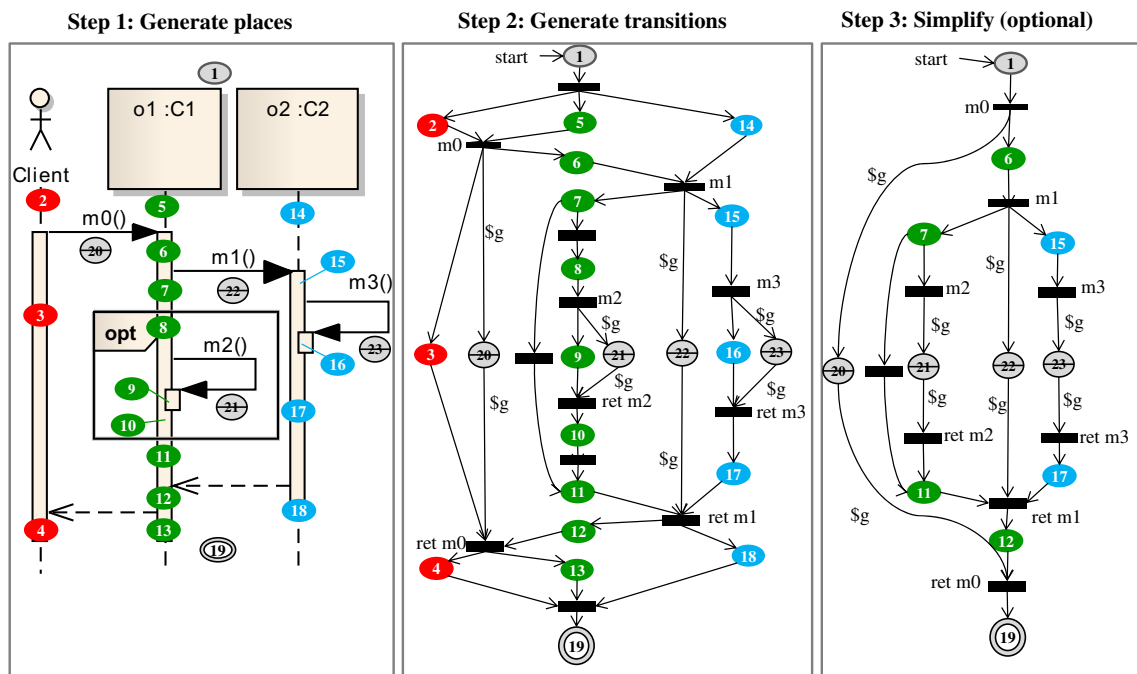 Step 1: Generate places
1
o1 :C1
o2 :C2
Client
2
5
14
m0()
20
6
15
m1()
22
7
m3()
3
opt
8
23
16
m2()
9
21
17
10
11
12
18
4
13
19
Step 2: Generate transitions
start
1
2
5
14
m0
6
m1
7
15
$g
8
m3
m2
$g
$g
3
20
9
21
22
16
23
$g
$g
$g
ret m2
ret m3
10
$g
17
11
ret m1
12
ret m0
18
4
13
19
Step 3: Simplify (optional)
start
1
m0
6
$g
m1
7
15
$g
m2
m3
$g
$g
20
21
22
23
$g
$g
ret m2
ret m3
17
11
ret m1
$g
12
ret m0
19